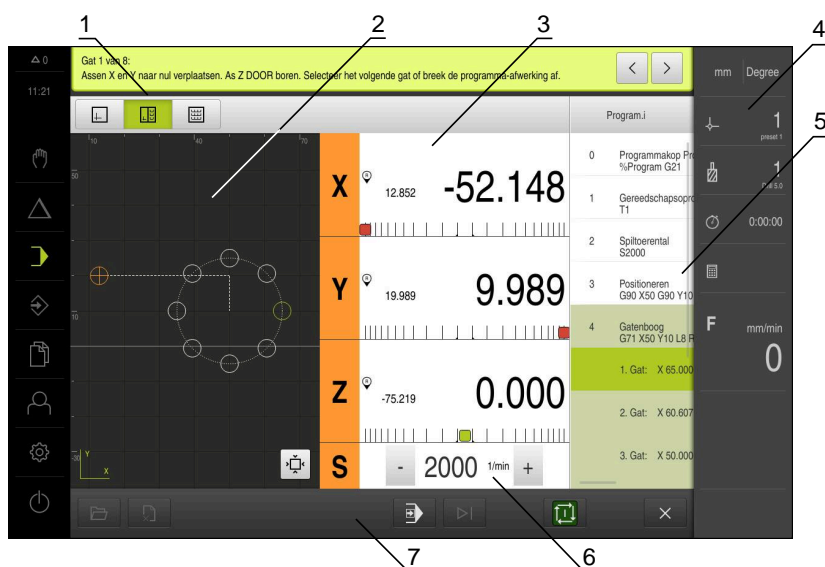 1
2
3
4
5
6
7
0
11:21
Gat 1 van 8:
Assen X en Y naar nul verplaatsen. As Z DOOR boren. Selecteer het volgende gat of breek de programma-afwerking af.
mm Degree
Program.i
10 40 70
50
10
-30
Y
X
X R 12.852 -52.148
Y R 19.989 9.989
Z R -75.219 0.000
S - 2000 1/min +
0 Programmakop Pro
%Program G21
1 Gereedschapsopro
T1
2 Spiltoerental
S2000
3 Positioneren
G90 X50 G90 Y10
4 Gatenboog
G71 X50 Y10 L8 R
1. Gat: X 65.000
2. Gat: X 60.607
3. Gat: X 50.000
1
preset 1
1
5.0
0:00:00
F mm/min
0